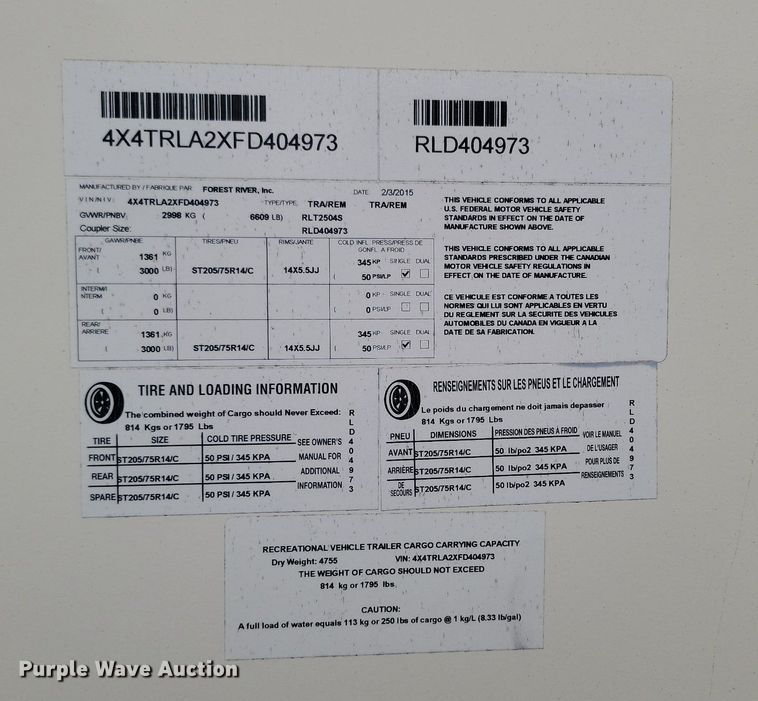 4X4TRLA2XFD404973
RLD404973
MANUFACTURED BY / FABRIQUE PAR FOREST RIVER, Inc. DATE 2/3/2015
V I N / N I V : 4X4TRLA2XFD404973 TYPE/TYPE: TRA/REM TRA/REM
GVWR/PNBV: 2998 KG ( 6609 LB) RLT2504S
Coupler Size: RLD404973
GAWR/PNBE TIRES/PNEU RIMS/JANTE COLD INFL. PRESS/PRESS DE GONFL. A FROID
FRONT/ AVANT 1361 KG 345 KP SINGLE DUAL
( 3000 LB) ST205/75R14/C 14X5.5JJ ( 50 PSI/LP
INTERM/ NTERM 0 KG 0 KP SINGLE DUAL
( 0 LB) ( 0 PSI/LP
REAR/ ARRIERE 1361 KG 345 KP SINGLE DUAL
( 3000 LB) ST205/75R14/C 14X5.5JJ ( 50 PSI/LP
THIS VEHICLE CONFORMS TO ALL APPLICABLE
U.S. FEDERAL MOTOR VEHICLE SAFETY
STANDARDS IN EFFECT ON THE DATE OF
MANUFACTURE SHOWN ABOVE.
THIS VEHICLE CONFORMS TO ALL APPLICABLE
STANDARDS PRESCRIBED UNDER THE CANADIAN
MOTOR VEHICLE SAFETY REGULATIONS IN
EFFECT ON THE DATE OF MANUFACTURE.
CE VEHICULE EST CONFORME A TOUTES LES
NORMES QUI LUI SONT APPLICABLES EN VERTU
DU REGLEMENT SUR LA SECURITE DES VEHICULES
AUTOMOBILES DU CANADA EN VIGUEUR A LA
DATE DE SA FABRICATION.
TIRE AND LOADING INFORMATION
The combined weight of Cargo should Never Exceed:
814 Kgs or 1795 Lbs
TIRE SIZE COLD TIRE PRESSURE SEE OWNER'S
FRONT ST205/75R14/C 50 PSI / 345 KPA MANUAL FOR
REAR ST205/75R14/C 50 PSI / 345 KPA ADDITIONAL
SPARE ST205/75R14/C 50 PSI / 345 KPA INFORMATION
RLD404973
RENSEIGNEMENTS SUR LES PNEUS ET LE CHARGEMENT
Le poids du chargement ne doit jamais depasser
814 Kgs or 1795 Lbs
PNEU DIMENSIONS PRESSION DES PNEUS A FROID VOIR LE MANUEL
AVANT ST205/75R14/C 50 lb/po2 345 KPA DE L'USAGER
ARRIÈRE ST205/75R14/C 50 lb/po2 345 KPA POUR PLUS DE
DE SECOURS ST205/75R14/C 50 lb/po2 345 KPA RENSEIGNEMENTS
RLD404973
RECREATIONAL VEHICLE TRAILER CARGO CARRYING CAPACITY
Dry Weight: 4755 VIN: 4X4TRLA2XFD404973
THE WEIGHT OF CARGO SHOULD NOT EXCEED
814 kg or 1795 lbs.
CAUTION:
A full load of water equals 113 kg or 250 lbs of cargo @ 1 kg/L (8.33 lb/gal)
Purple Wave Auction